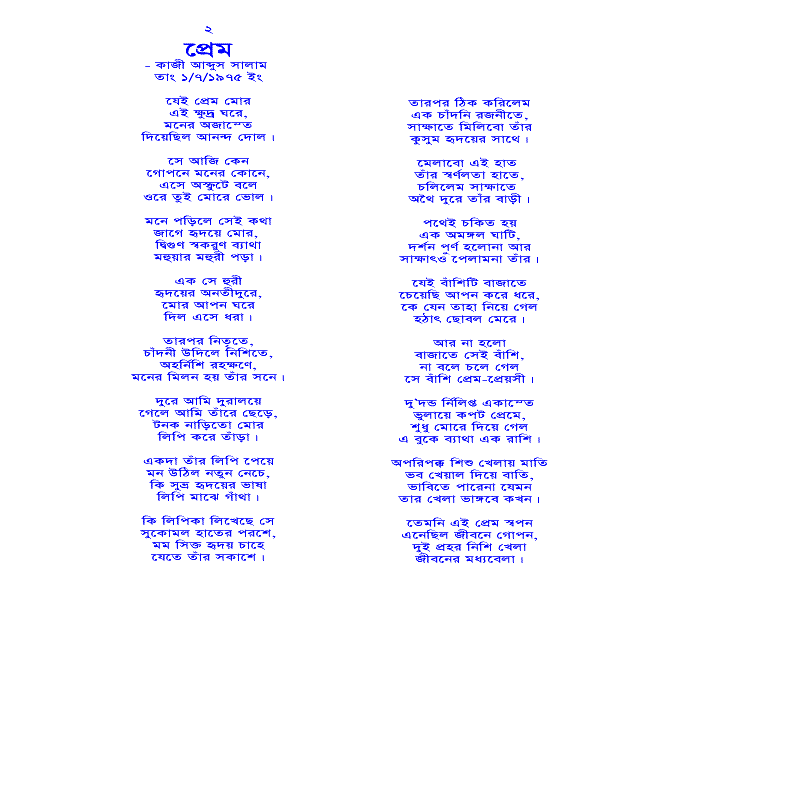 ২
প্রেম
- কাজী আব্দুস সালাম
তাং ১/৭/১৯৭৫ ইং
যেই প্রেম মোর
এই ক্ষুদ্র ঘরে,
মনের অজান্তে
দিয়েছিল আনন্দ দোল ।
সে আজি কেন
গোপনে মনের কোনে,
এসে অস্ফুটে বলে
ওরে তুই মোরে ভোল ।
মনে পড়িলে সেই কথা
জাগে হৃদয়ে মোর,
দ্বিগুণ স্বকরুণ ব্যাথা
মহুয়ার মহুরী পড়া ।
এক সে হুরী
হৃদয়ের অনতীদুরে,
মোর আপন ঘরে
দিল এসে ধরা ।
তারপর নিতৃতে,
চাঁদনী উদিলে নিশিতে,
অহর্নিশি রহক্ষণে,
মনের মিলন হয় তাঁর সনে ।
দুরে আমি দুরালয়ে
গেলে আমি তাঁরে ছেড়ে,
টনক নাড়িতো মোর
লিপি করে তাঁড়া ।
একদা তাঁর লিপি পেয়ে
মন উঠিল নতুন নেচে,
কি সুভ্র হৃদয়ের ভাষা
লিপি মাঝে গাঁথা ।
কি লিপিকা লিখেছে সে
সুকোমল হাতের পরশে,
মম সিক্ত হৃদয় চাহে
যেতে তাঁর সকাশে ।
তারপর ঠিক করিলেম
এক চাঁদনি রজনীতে,
সাক্ষাতে মিলিবো তাঁর
কুসুম হৃদয়ের সাথে ।
মেলাবো এই হাত
তাঁর স্বর্ণলতা হাতে,
চলিলেম সাক্ষাতে
অথৈ দুরে তাঁর বাড়ী ।
পথেই চকিত হয়
এক অমঙ্গল ঘাটি,
দর্শন পুর্ণ হলোনা আর
সাক্ষাৎও পেলামনা তাঁর ।
যেই বাঁশিটি বাজাতে
চেয়েছি আপন করে ধরে,
কে যেন তাহা নিয়ে গেল
হঠাৎ ছোবল মেরে ।
আর না হলো
বাজাতে সেই বাঁশি,
না বলে চলে গেল
সে বাঁশি প্রেম-প্রেয়সী ।
দু'দন্ড র্নিলিপ্ত একান্তে
ভুলায়ে কপট প্রেমে,
শুধু মোরে দিয়ে গেল
এ বুকে ব্যাথা এক রাশি ।
অপরিপক্ক শিশু খেলায় মাতি
ভব খেয়াল দিয়ে বাতি,
ভাবিতে পারেনা যেমন
তার খেলা ভাঙ্গবে কখন ।
তেমনি এই প্রেম স্বপন
এনেছিল জীবনে গোপন,
দুই প্রহর নিশি খেলা
জীবনের মধ্যবেলা ।